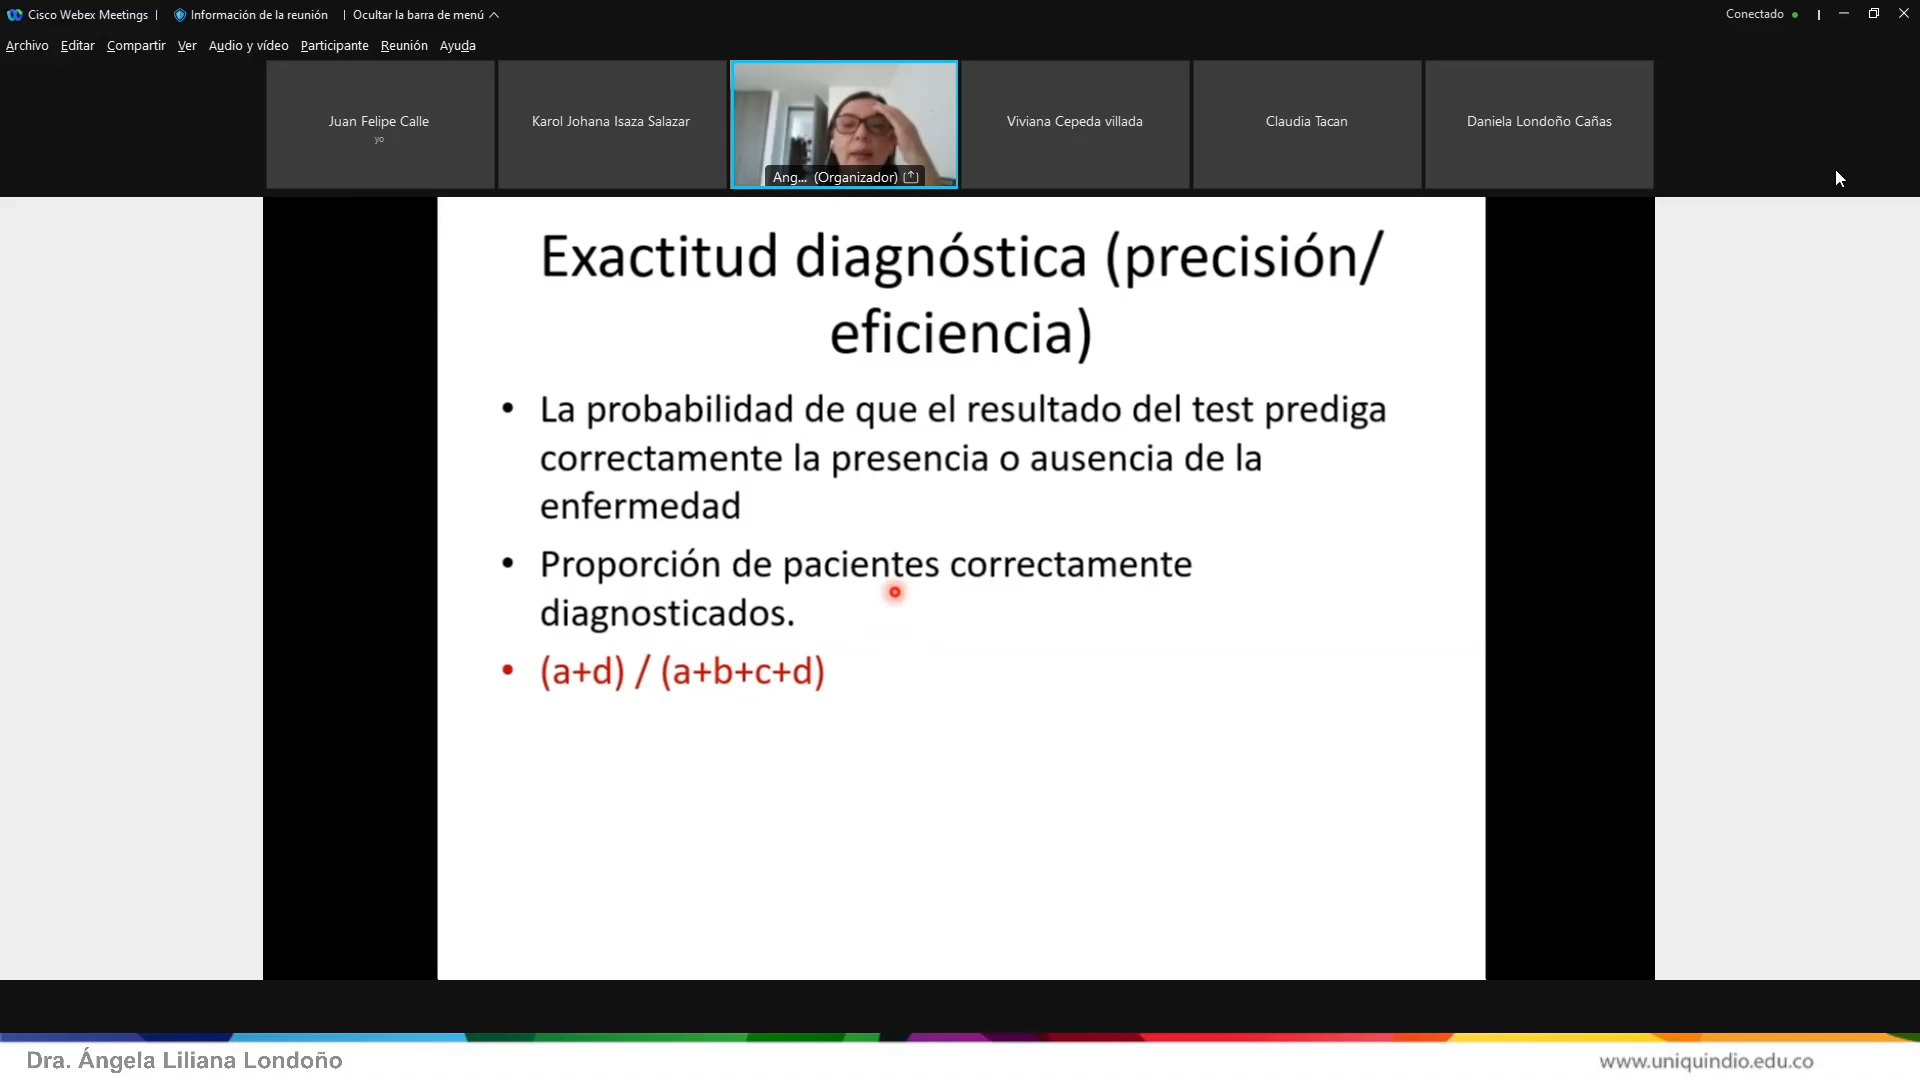 Cisco Webex Meetings | Información de la reunión | Ocultar la barra de menú Conectado
Archivo Editar Compartir Ver Audio y vídeo Participante Reunión Ayuda
Juan Felipe Calle
yo
Karol Johana Isaza Salazar
Ang... (Organizador)
Viviana Cepeda villada
Claudia Tacan
Daniela Londoño Cañas
Exactitud diagnóstica (precisión/
eficiencia)
• La probabilidad de que el resultado del test prediga
correctamente la presencia o ausencia de la
enfermedad
• Proporción de pacientes correctamente
diagnosticados.
• (a+d) / (a+b+c+d)
Dra. Ángela Liliana Londoño
www.uniquindio.edu.co